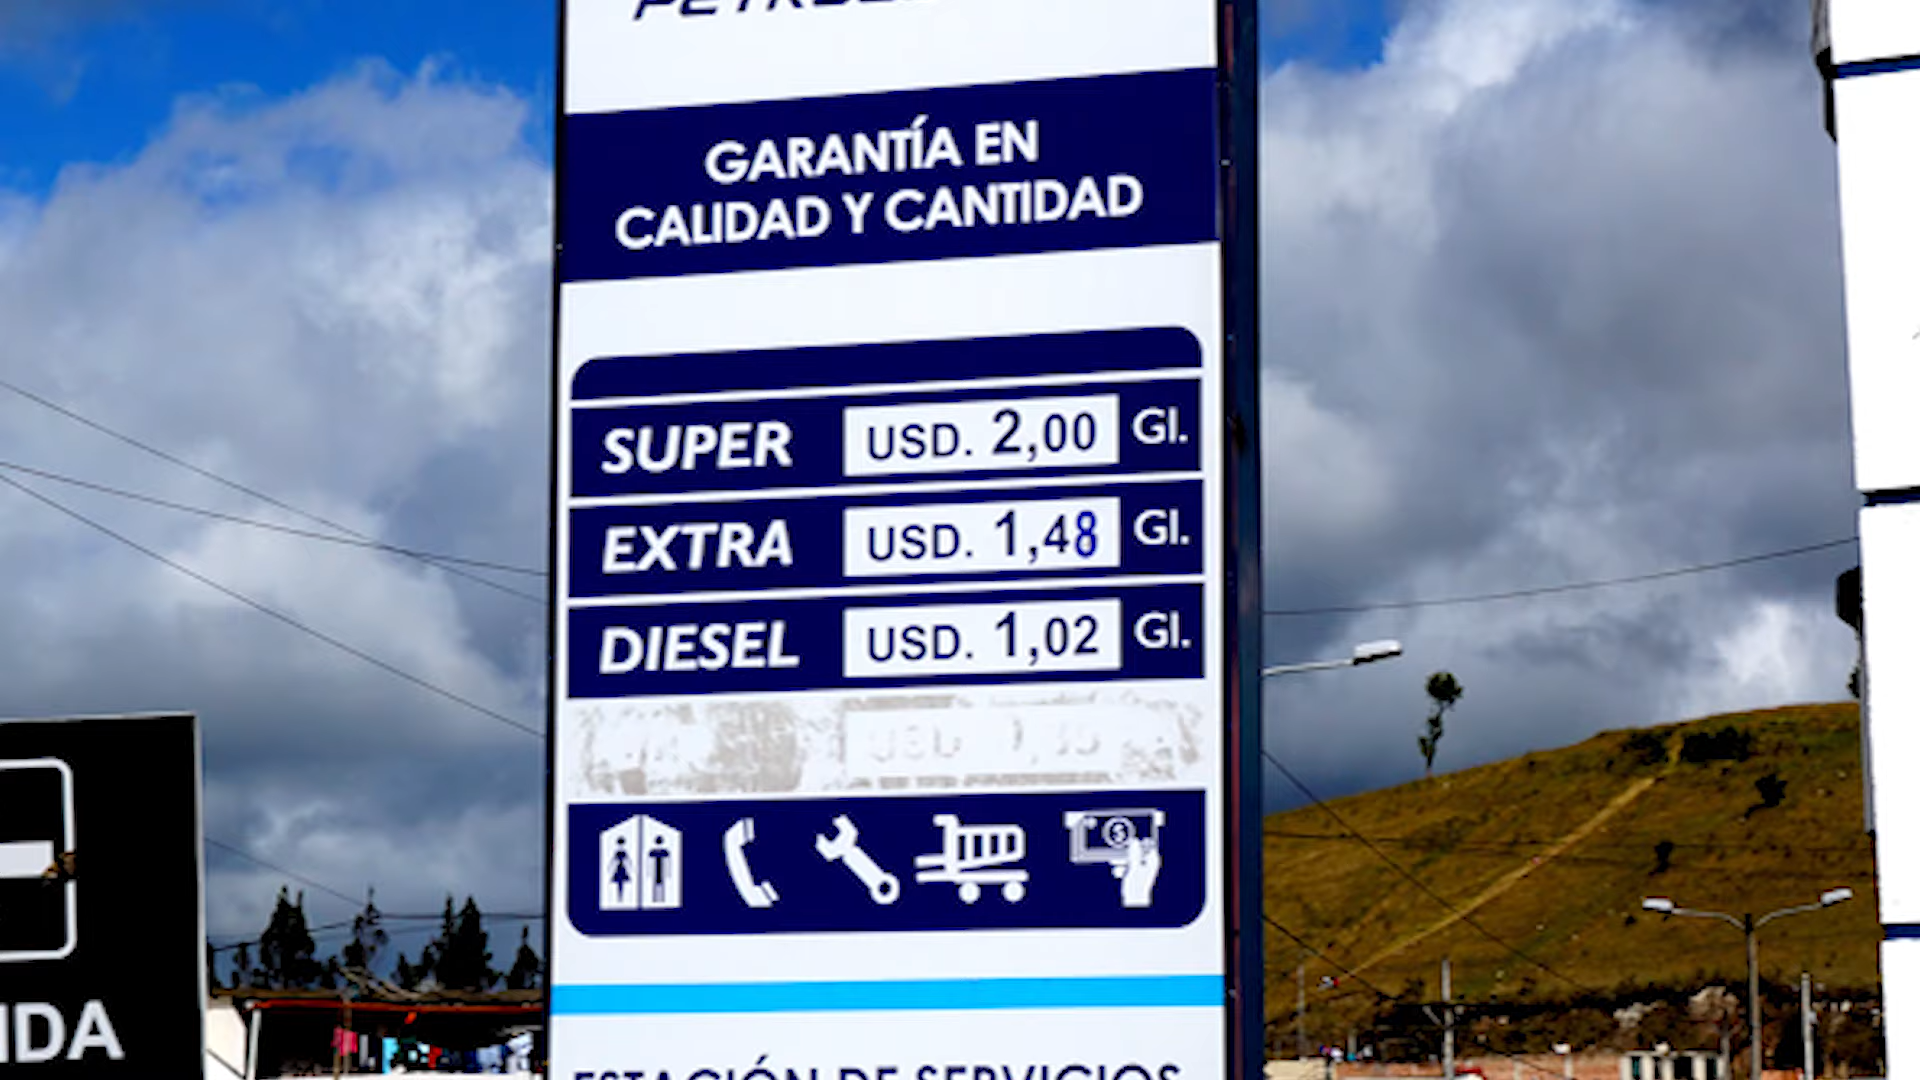 GARANTÍA EN
CALIDAD Y CANTIDAD
SUPER USD. 2,00 Gl.
EXTRA USD. 1,48 Gl.
DIESEL USD. 1,02 Gl.
ESTACIÓN DE SERVICIOS